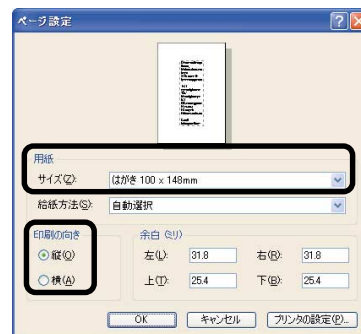 ページ設定
用紙
サイズ(Z): はがき 100 x 148mm
給紙方法(S): 自動選択
印刷の向き
縦(O)
横(A)
余白 (ミリ)
左(L): 31.8 右(R): 31.8
上(T): 25.4 下(B): 25.4
OK キャンセル プリンタの設定(P)...